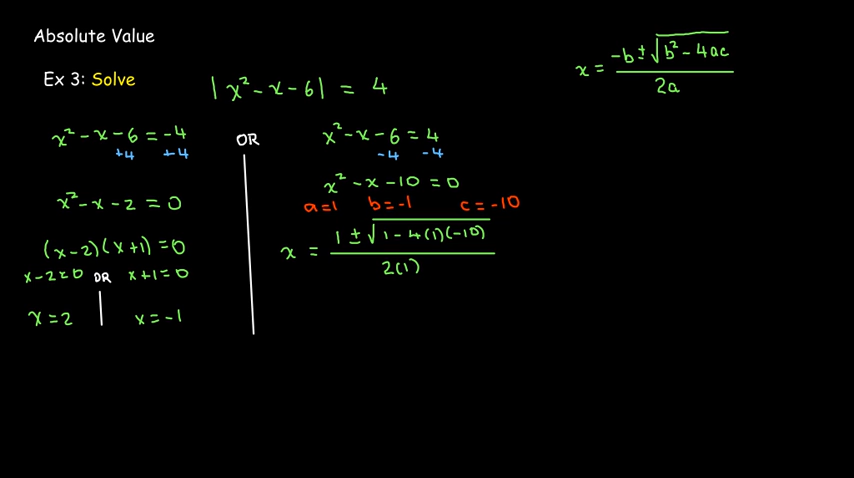 Absolute Value
Ex 3: Solve
|x² - x - 6| = 4
x = (-b ± √(b² - 4ac)) / 2a
x² - x - 6 = -4
+4 +4
x² - x - 2 = 0
(x - 2)(x + 1) = 0
x - 2 = 0 OR x + 1 = 0
x = 2 | x = -1
OR
x² - x - 6 = 4
-4 -4
x² - x - 10 = 0
a = 1 b = -1 c = -10
x = (1 ± √(1 - 4(1)(-10))) / 2(1)